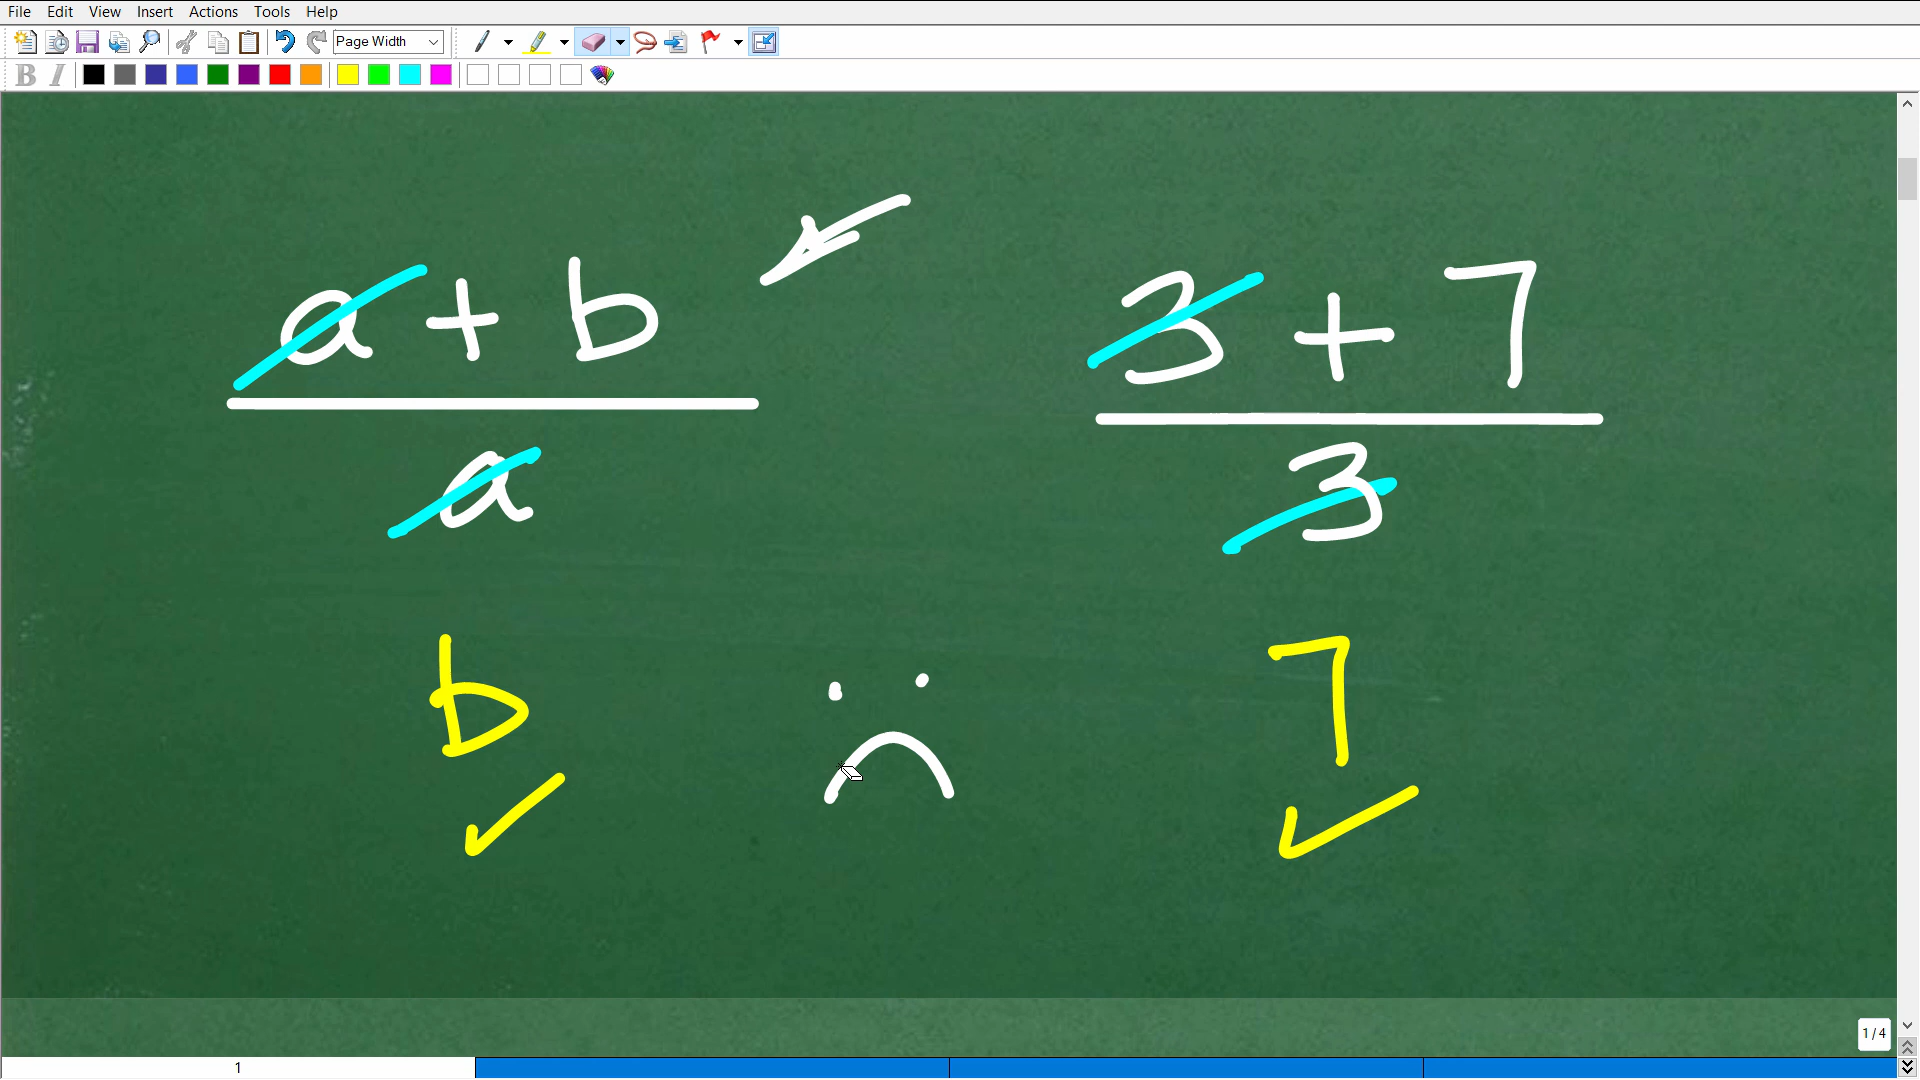 File Edit View Insert Actions Tools Help
Page Width
B I
a + b
a
3 + 7
3
b
7
1 / 4
1